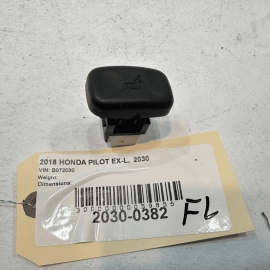 2018 HONDA PILOT EX-L, 2030
VIN: B072030
Weight:
Dimensions:
2030-0382
FL